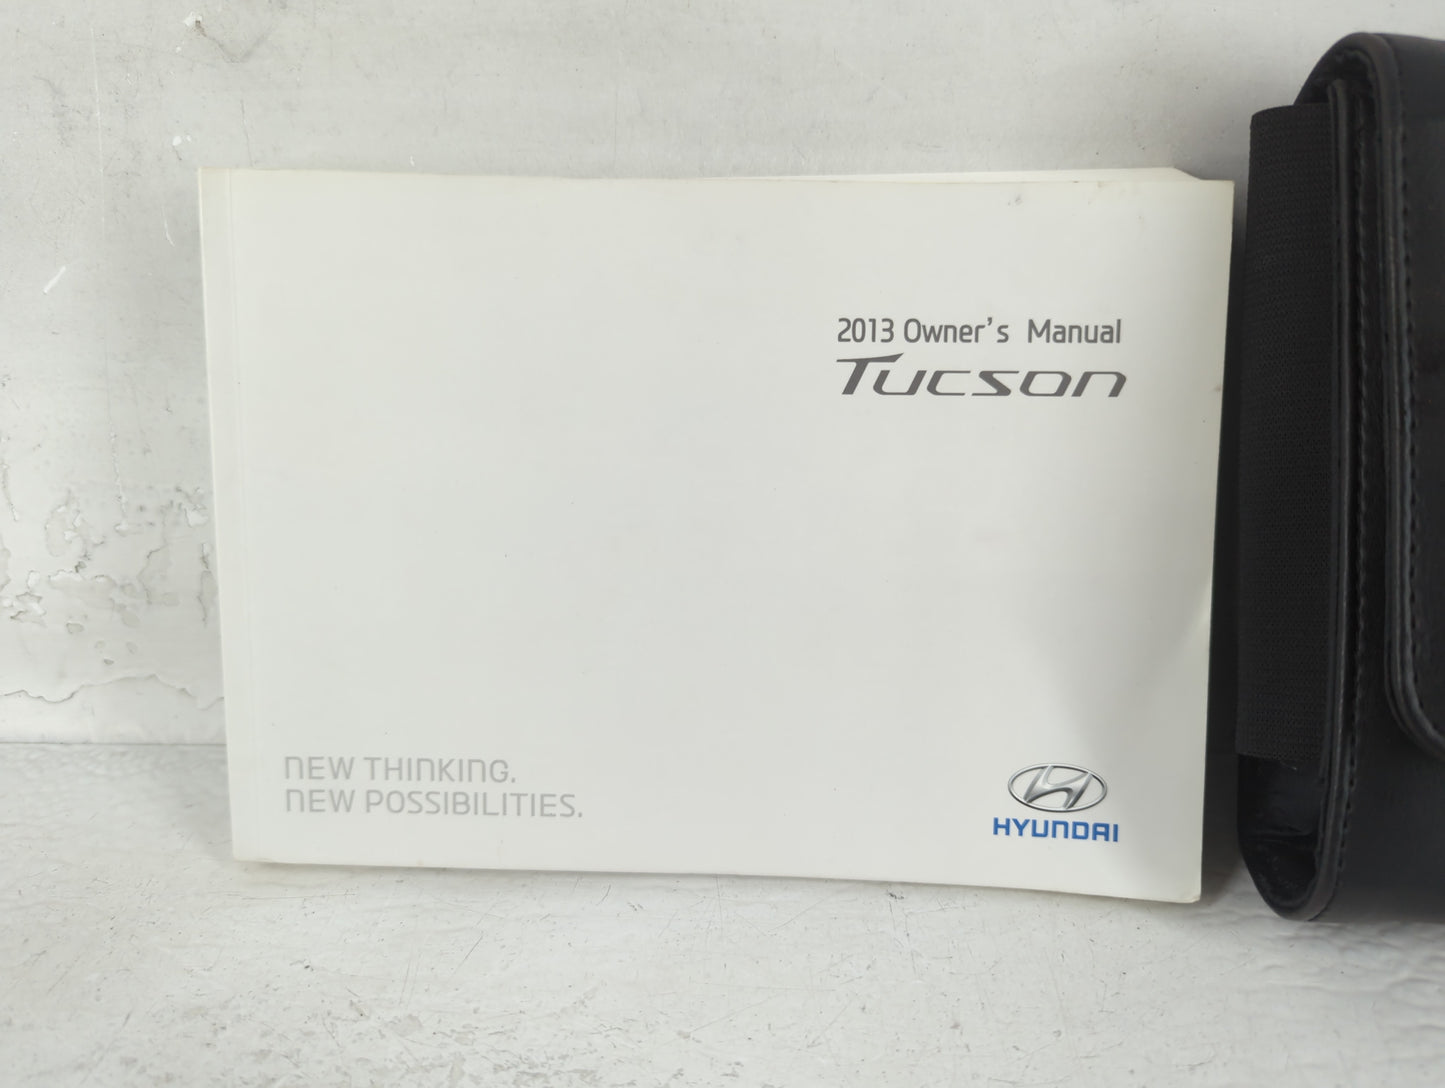 2013 Owner's Manual
Tucson
NEW THINKING.
NEW POSSIBILITIES.
HYUNDAI